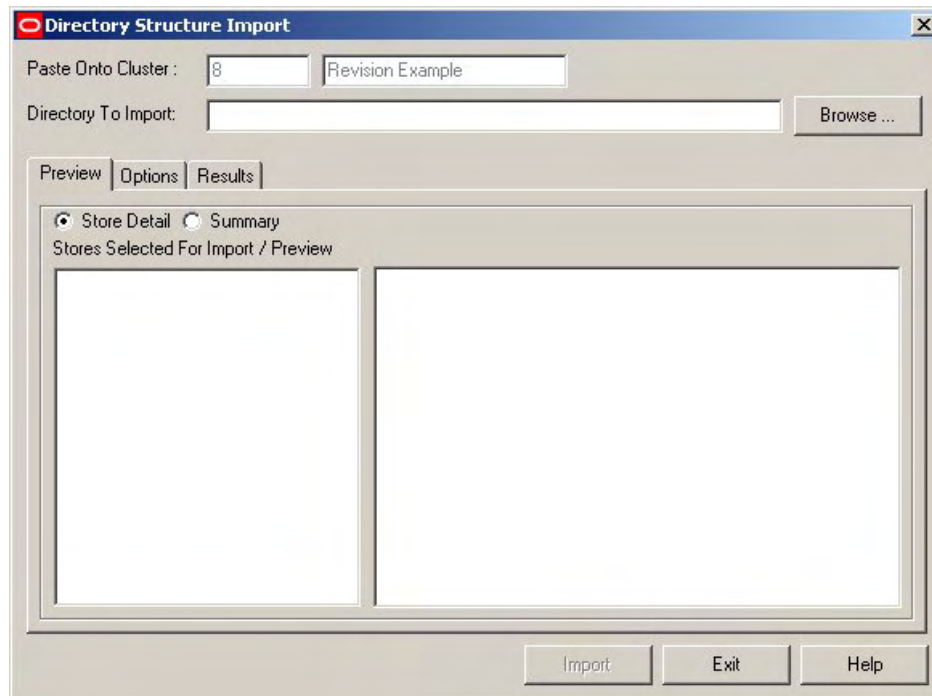 Directory Structure Import
Paste Onto Cluster : 8 Revision Example
Directory To Import: Browse ...
Preview Options Results
Store Detail Summary
Stores Selected For Import / Preview
Import Exit Help